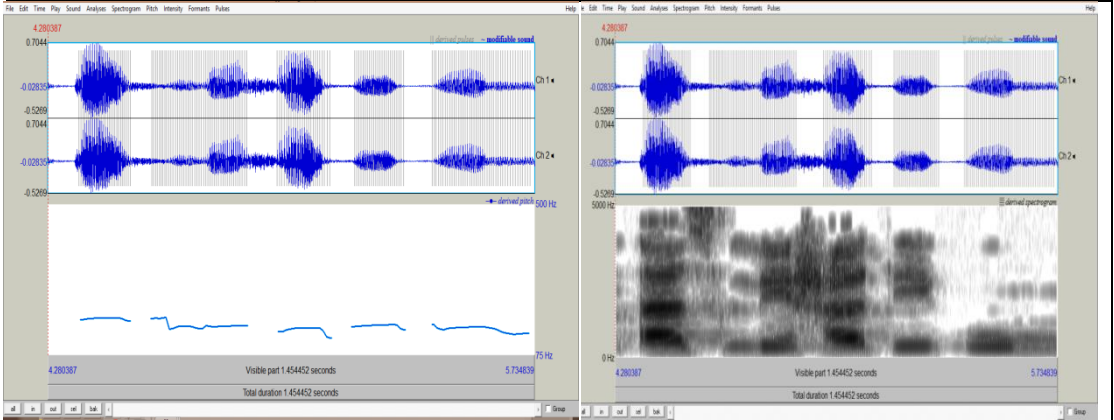 File Edit Time Play Sound Analyses Spectrogram Pitch Intensity Formants Pulses Help
4.280387
derived pulses ~ modifiable sound
0.7044
-0.02835
Ch 1
-0.5269
0.7044
-0.02835
Ch 2
-0.5269
derived pitch
500 Hz
75 Hz
4.280387 Visible part 1.454452 seconds 5.734839
Total duration 1.454452 seconds
all in out sel bak Group
File Edit Time Play Sound Analyses Spectrogram Pitch Intensity Formants Pulses Help
4.280387
derived pulses ~ modifiable sound
0.7044
-0.02835
Ch 1
-0.5269
0.7044
-0.02835
Ch 2
-0.5269
derived spectrogram
5000 Hz
0 Hz
4.280387 Visible part 1.454452 seconds 5.734839
Total duration 1.454452 seconds
in out sel bak Group